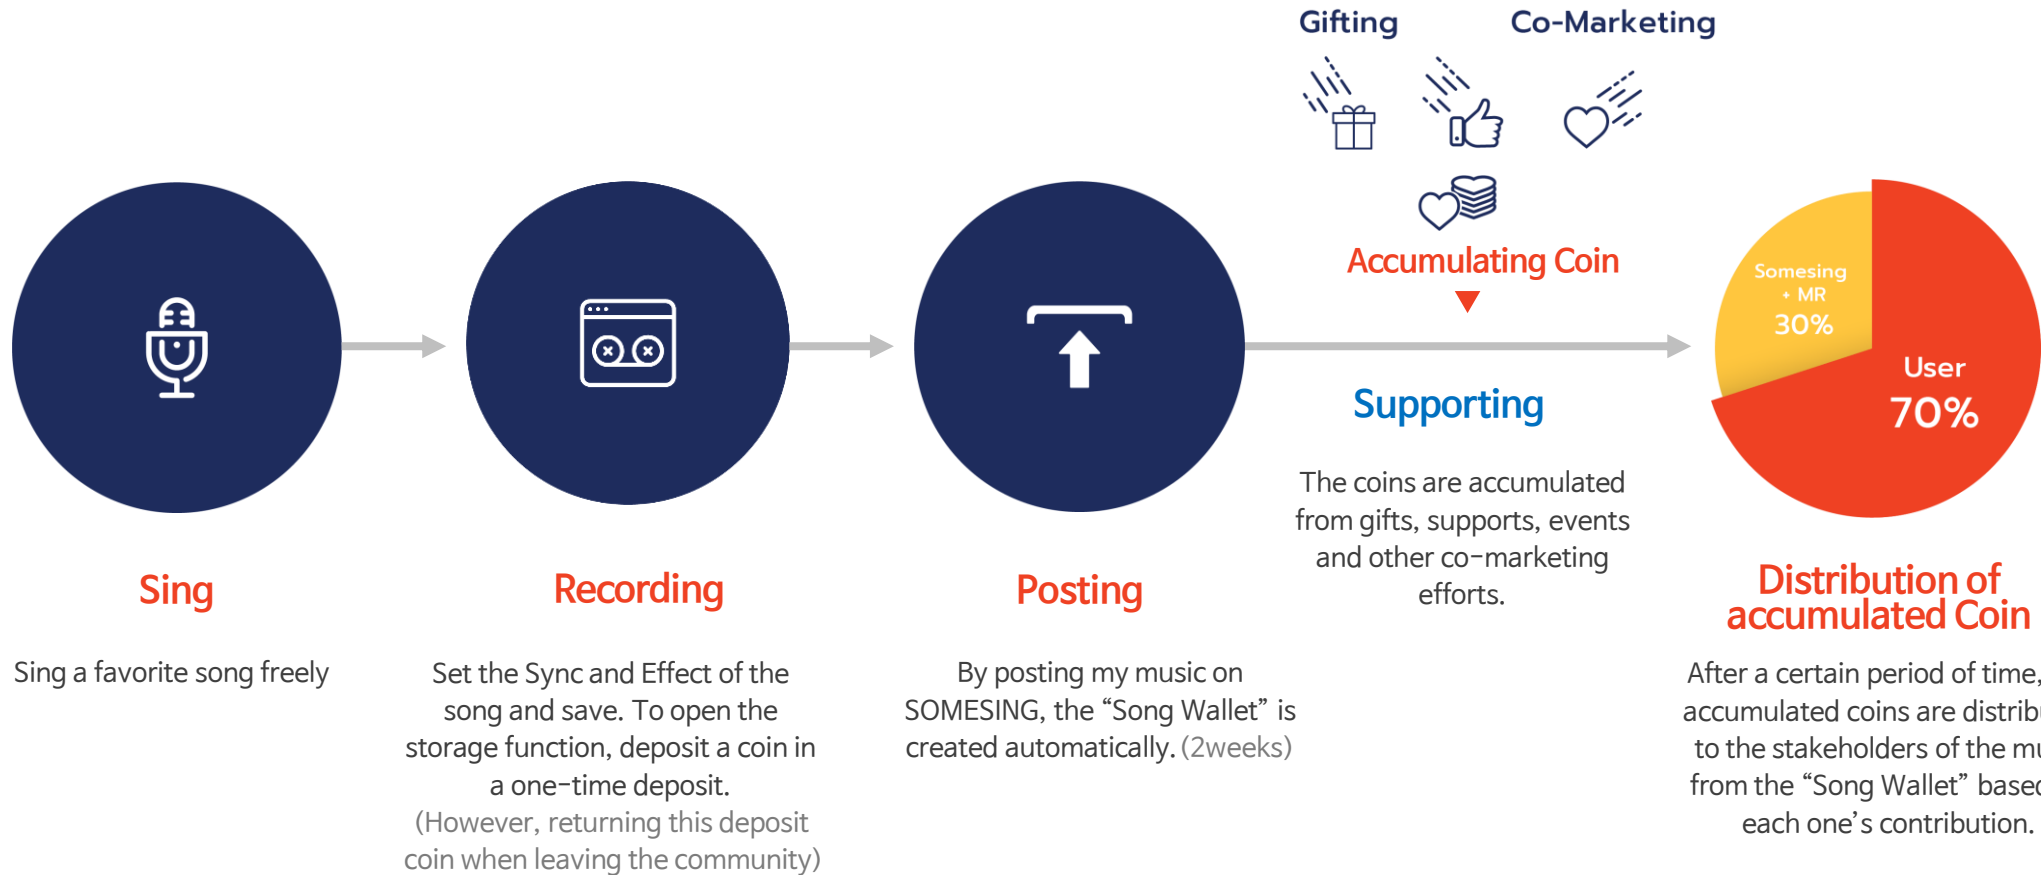 Gifting
Co-Marketing
Accumulating Coin
Somesing
+ MR
30%
User
70%
Supporting
The coins are accumulated
from gifts, supports, events
and other co-marketing
efforts.
Sing
Sing a favorite song freely
Recording
Set the Sync and Effect of the
song and save. To open the
storage function, deposit a coin in
a one-time deposit.
(However, returning this deposit
coin when leaving the community)
Posting
By posting my music on
SOMESING, the “Song Wallet” is
created automatically. (2weeks)
Distribution of
accumulated Coin
After a certain period of time,
accumulated coins are
to the stakeholders of the
from the “Song Wallet”
each one’s contribution.